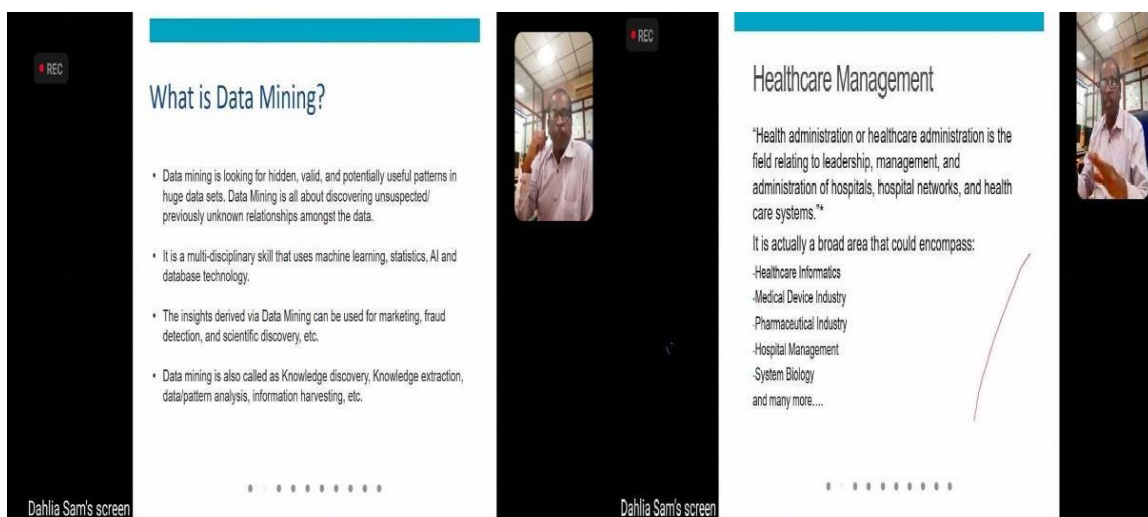 REC
What is Data Mining?
• Data mining is looking for hidden, valid, and potentially useful patterns in
huge data sets. Data Mining is all about discovering unsuspected/
previously unknown relationships amongst the data.
• It is a multi-disciplinary skill that uses machine learning, statistics, AI and
database technology.
• The insights derived via Data Mining can be used for marketing, fraud
detection, and scientific discovery, etc.
• Data mining is also called as Knowledge discovery, Knowledge extraction,
data/pattern analysis, information harvesting, etc.
Dahlia Sam's screen
REC
Healthcare Management
“Health administration or healthcare administration is the
field relating to leadership, management, and
administration of hospitals, hospital networks, and health
care systems.”*
It is actually a broad area that could encompass:
-Healthcare Informatics
-Medical Device Industry
-Pharmaceutical Industry
-Hospital Management
-System Biology
and many more....
Dahlia Sam's screen